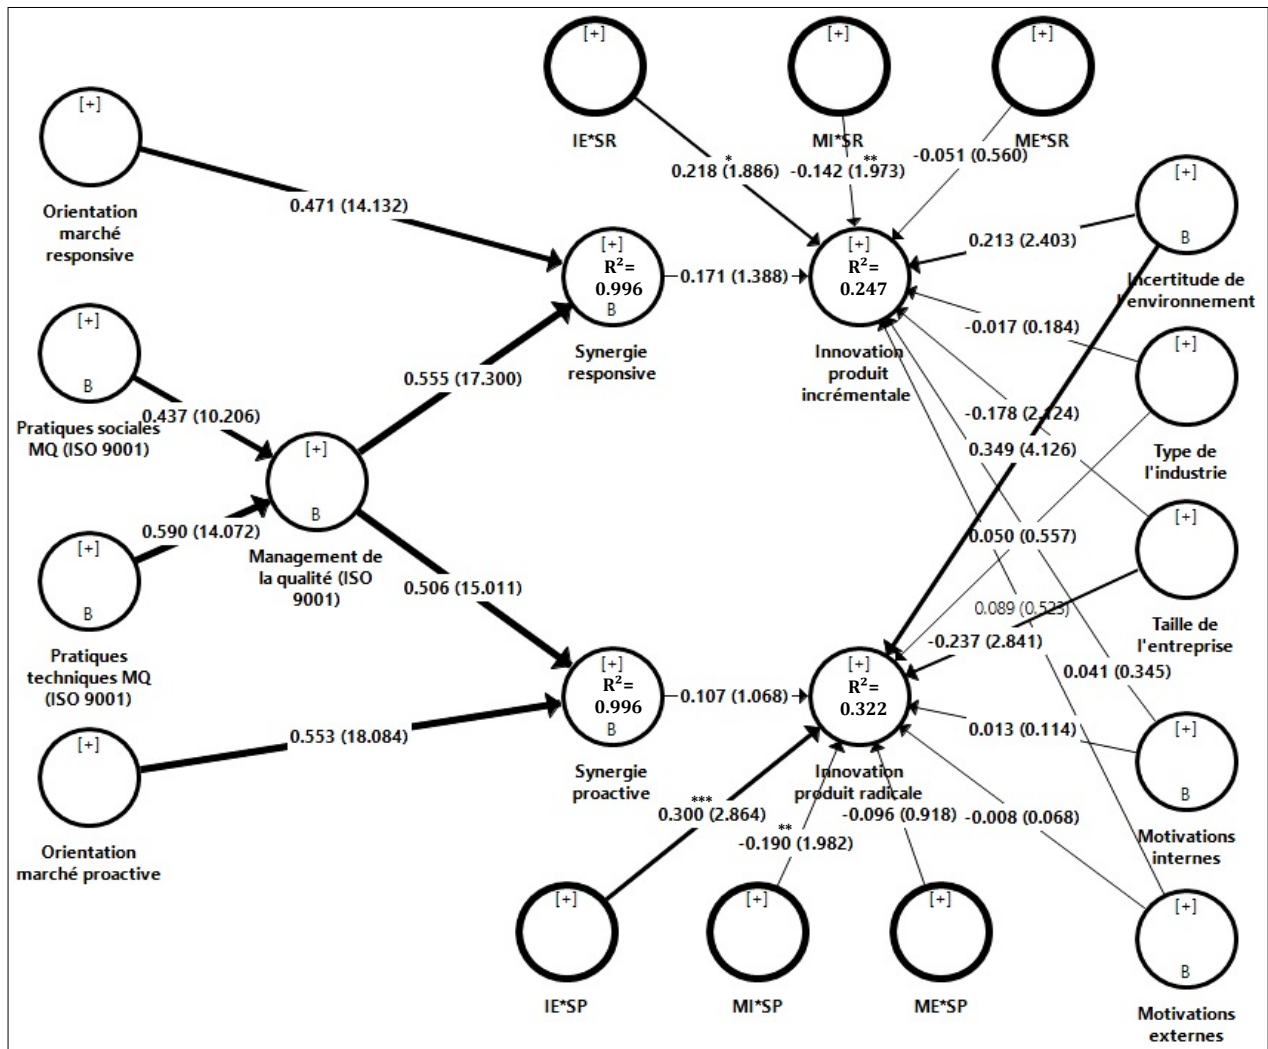 [+]
[+]
[+]
IE*SR
MI*SR
ME*SR
*
0.218 (1.886)
**
-0.142 (1.973)
-0.051 (0.560)
[+]
Orientation
marché
responsive
0.471 (14.132)
[+]
R²=
0.996
B
Synergie
responsive
0.171 (1.388)
[+]
R²=
0.247
Innovation
produit
incrémentale
[+]
B
Incertitude de
l'environnement
0.213 (2.403)
-0.017 (0.184)
[+]
Type de
l'industrie
[+]
B
Pratiques sociales
MQ (ISO 9001)
0.437 (10.206)
0.555 (17.300)
[+]
B
Management de
la qualité (ISO
9001)
-0.178 (2.124)
0.349 (4.126)
[+]
B
Pratiques
techniques MQ
(ISO 9001)
0.590 (14.072)
0.506 (15.011)
0.050 (0.557)
0.089 (0.523)
-0.237 (2.841)
[+]
Taille de
l'entreprise
0.041 (0.345)
[+]
Orientation
marché proactive
0.553 (18.084)
[+]
R²=
0.996
B
Synergie
proactive
0.107 (1.068)
[+]
R²=
0.322
Innovation
produit radicale
0.013 (0.114)
[+]
B
Motivations
internes
***
0.300 (2.864)
**
-0.190 (1.982)
-0.096 (0.918)
-0.008 (0.068)
[+]
B
Motivations
externes
[+]
[+]
[+]
IE*SP
MI*SP
ME*SP